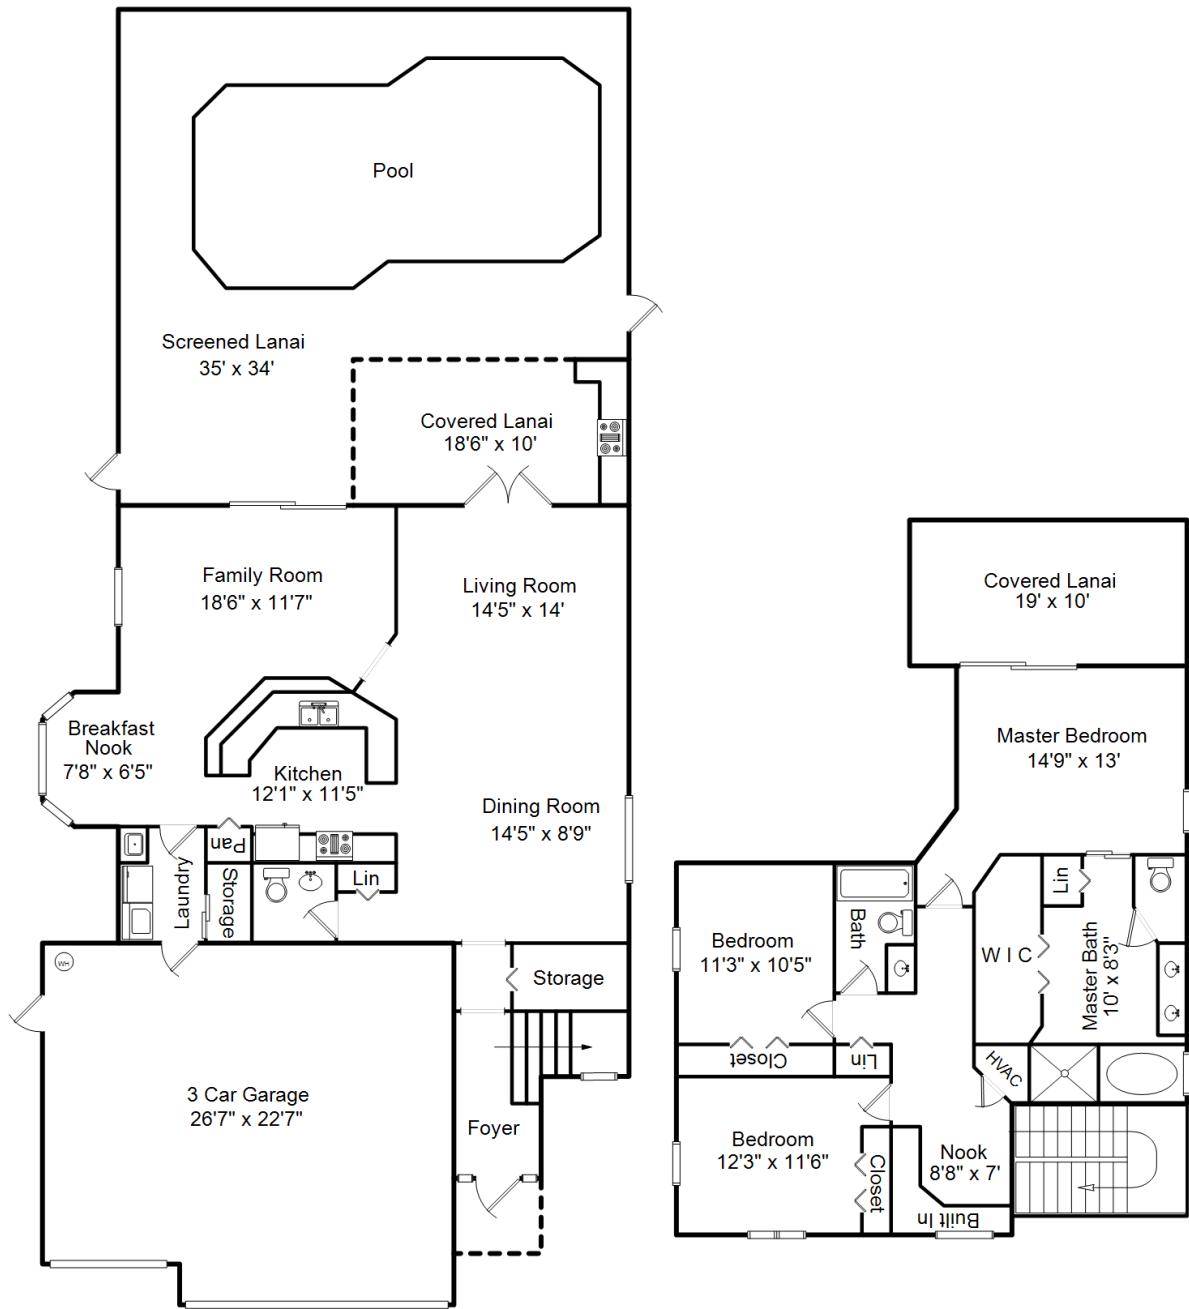 Pool
Screened Lanai
35' x 34'
Covered Lanai
18'6" x 10'
Family Room
18'6" x 11'7"
Living Room
14'5" x 14'
Breakfast
Nook
7'8" x 6'5"
Kitchen
12'1" x 11'5"
Dining Room
14'5" x 8'9"
Pan
Laundry
Storage
Lin
WH
Storage
3 Car Garage
26'7" x 22'7"
Foyer
Covered Lanai
19' x 10'
Master Bedroom
14'9" x 13'
Lin
Bath
Bedroom
11'3" x 10'5"
W I C
Master Bath
10' x 8'3"
Closet
Lin
HVAC
Bedroom
12'3" x 11'6"
Closet
Nook
8'8" x 7'
Built In